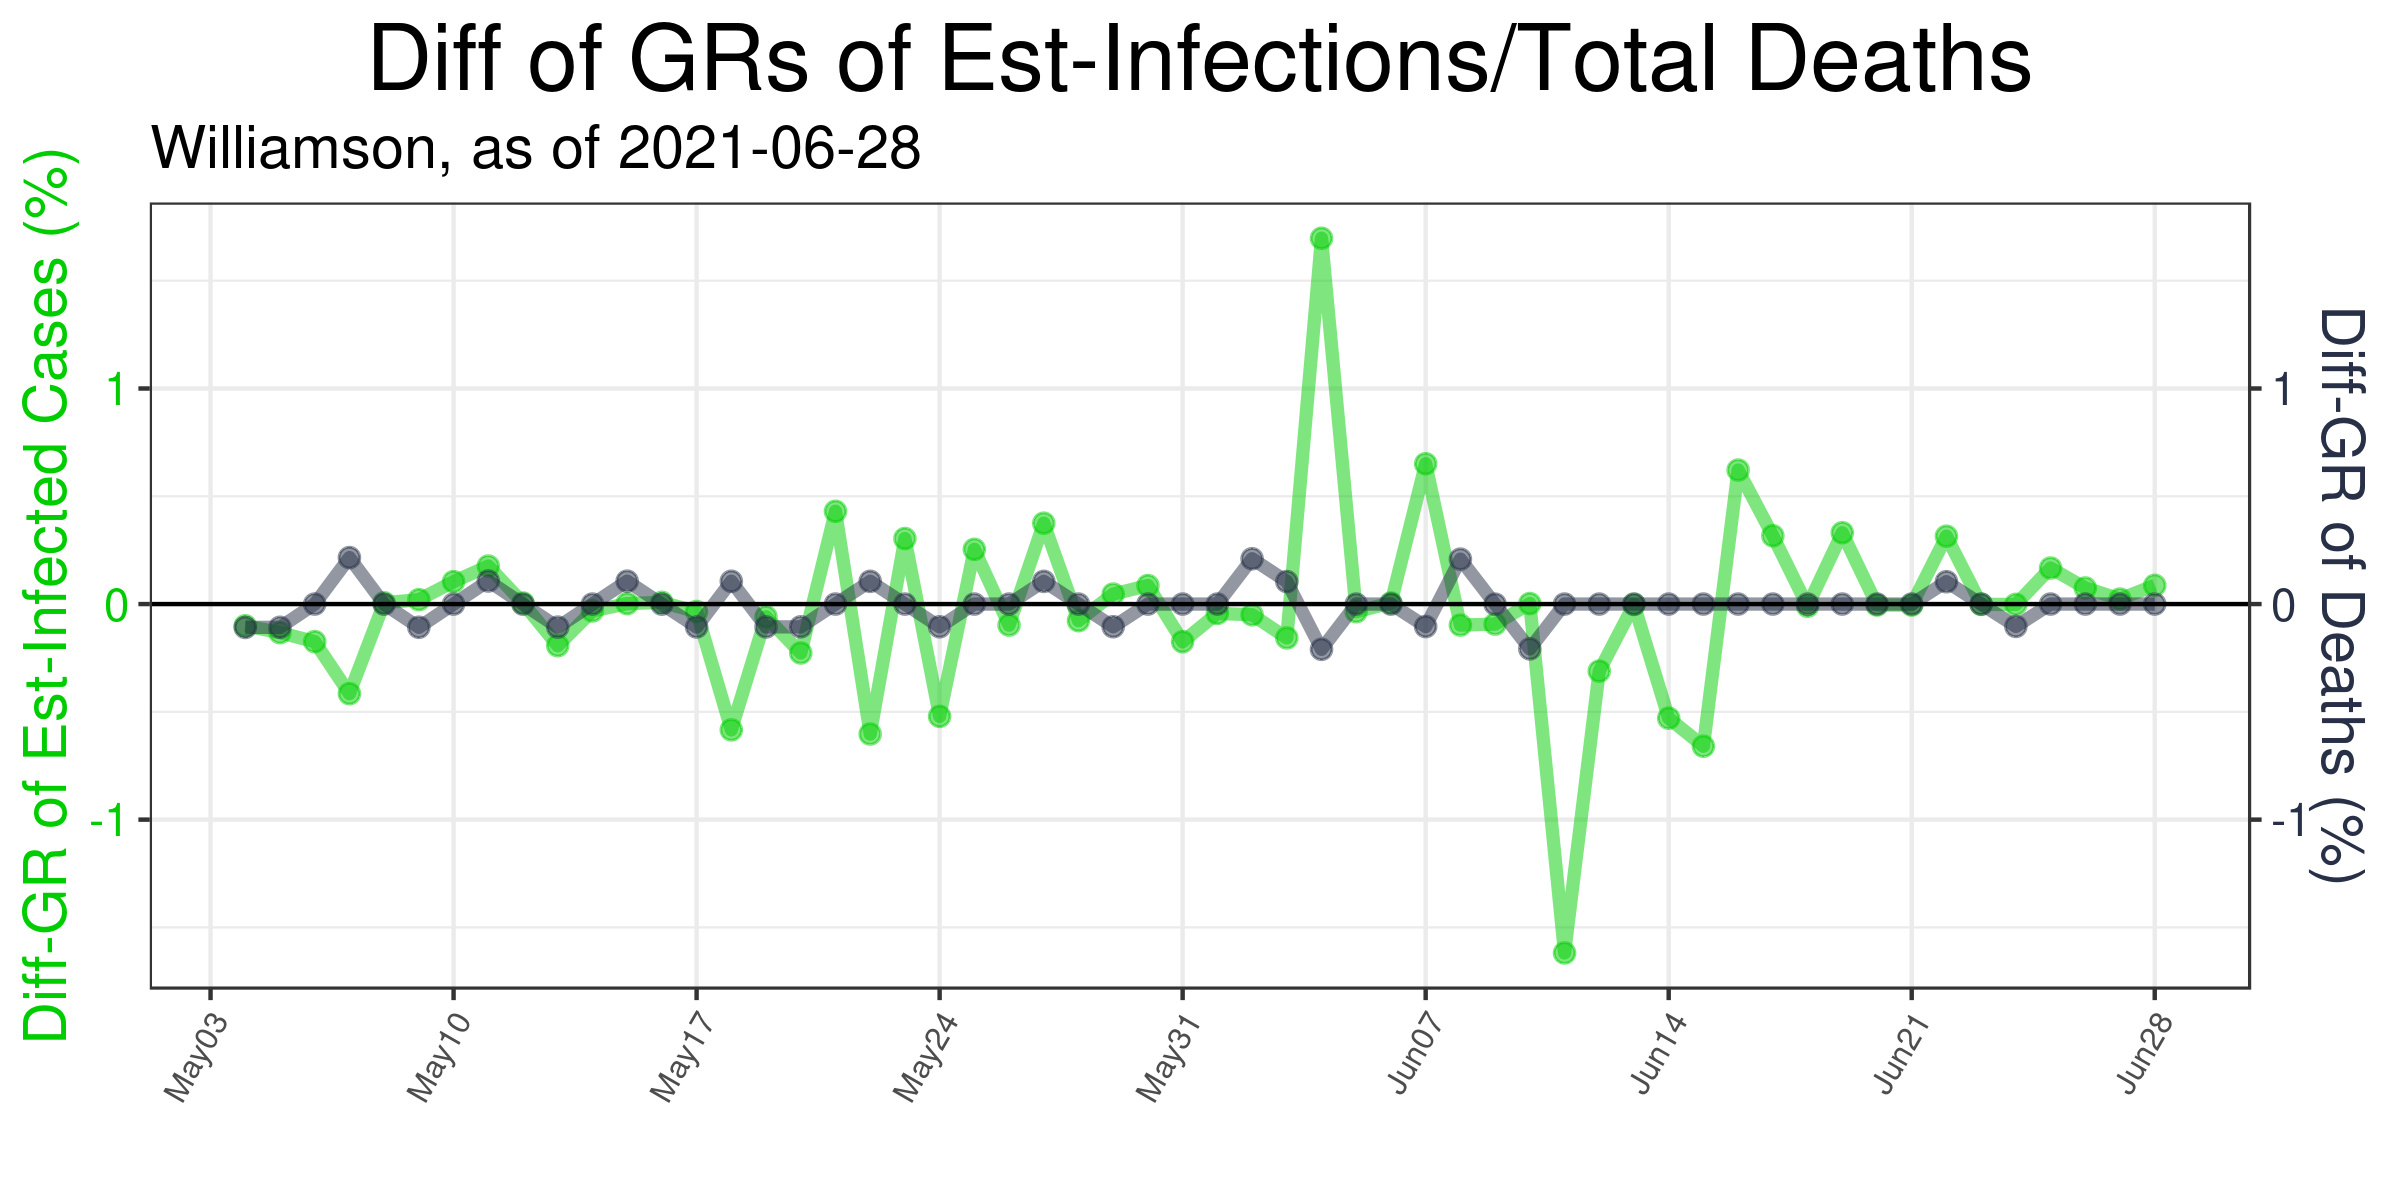 Diff of GRs of Est-Infections/Total Deaths
Williamson, as of 2021-06-28
Diff-GR of Est-Infected Cases (%)
1
0
-1
1
0
-1
Diff-GR of Deaths (%)
May03
May10
May17
May24
May31
Jun07
Jun14
Jun21
Jun28